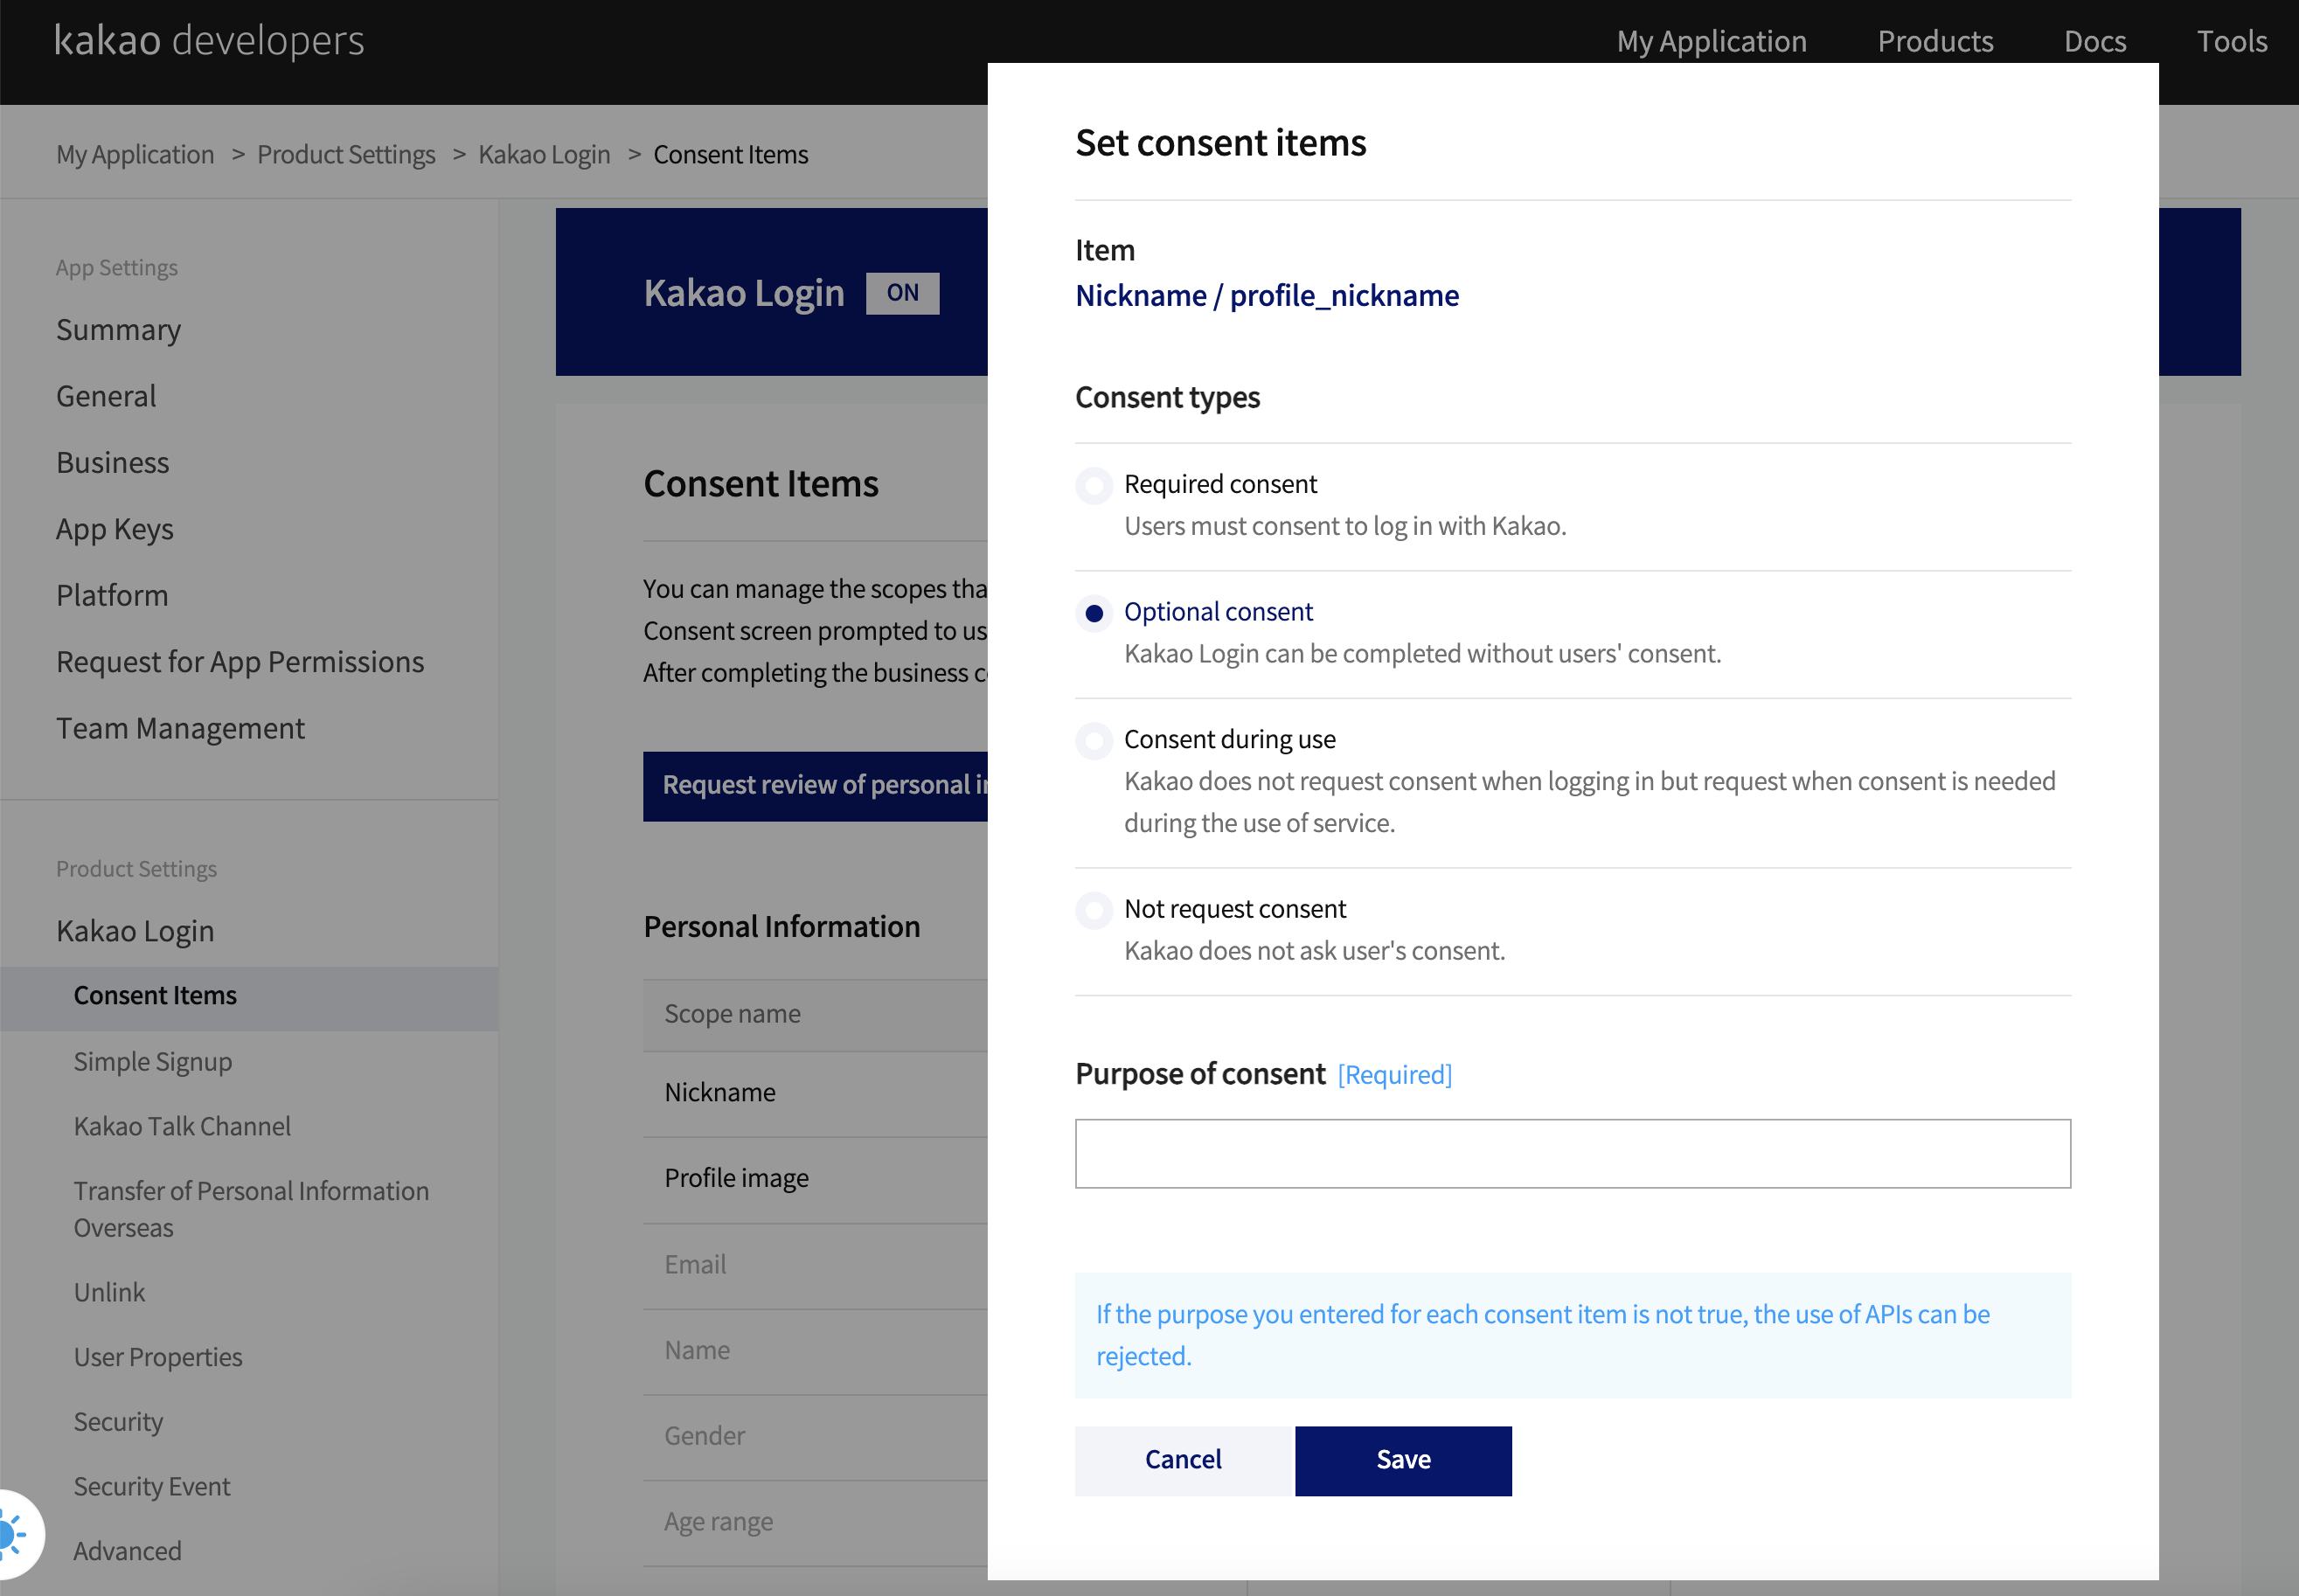 kakao developers
My Application
Products
Docs
Tools
My Application > Product Settings > Kakao Login > Consent Items
App Settings
Summary
General
Business
App Keys
Platform
Request for App Permissions
Team Management
Product Settings
Kakao Login
Consent Items
Simple Signup
Kakao Talk Channel
Transfer of Personal Information
Overseas
Unlink
User Properties
Security
Security Event
Advanced
Kakao Login ON
Consent Items
You can manage the scopes tha
Consent screen prompted to us
After completing the business c
Request review of personal i
Personal Information
Scope name
Nickname
Profile image
Email
Name
Gender
Age range
Set consent items
Item
Nickname / profile_nickname
Consent types
Required consent
Users must consent to log in with Kakao.
Optional consent
Kakao Login can be completed without users' consent.
Consent during use
Kakao does not request consent when logging in but request when consent is needed
during the use of service.
Not request consent
Kakao does not ask user's consent.
Purpose of consent [Required]
If the purpose you entered for each consent item is not true, the use of APIs can be
rejected.
Cancel
Save